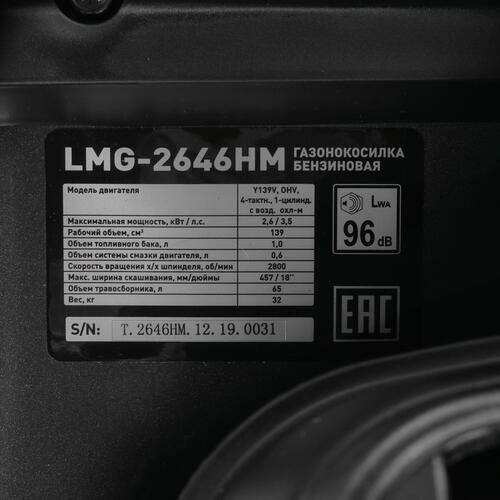 LMG-2646HM ГАЗОНОКОСИЛКА БЕНЗИНОВАЯ
Модель двигателя Y139V, OHV, 4-тактн., 1-цилинд. с возд. охл-м
Максимальная мощность, кВт / л.с. 2,6 / 3,5
Рабочий объем, см³ 139
Объем топливного бака, л 1,0
Объем системы смазки двигателя, л 0,6
Скорость вращения х/х шпинделя, об/мин 2800
Макс. ширина скашивания, мм/дюймы 457 / 18"
Объем травосборника, л 65
Вес, кг 32
S/N: T.2646HM.12.19.0031
LWA
96 dB
EAC